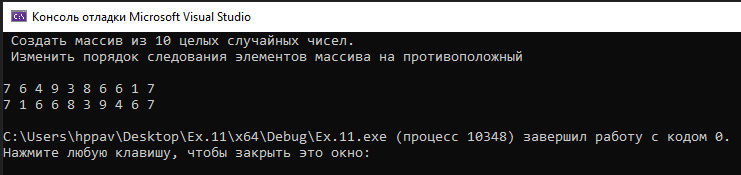 Консоль отладки Microsoft Visual Studio
Создать массив из 10 целых случайных чисел.
Изменить порядок следования элементов массива на противоположный
7 6 4 9 3 8 6 6 1 7
7 1 6 6 8 3 9 4 6 7
C:\Users\hppav\Desktop\Ex.11\x64\Debug\Ex.11.exe (процесс 10348) завершил работу с кодом 0.
Нажмите любую клавишу, чтобы закрыть это окно: